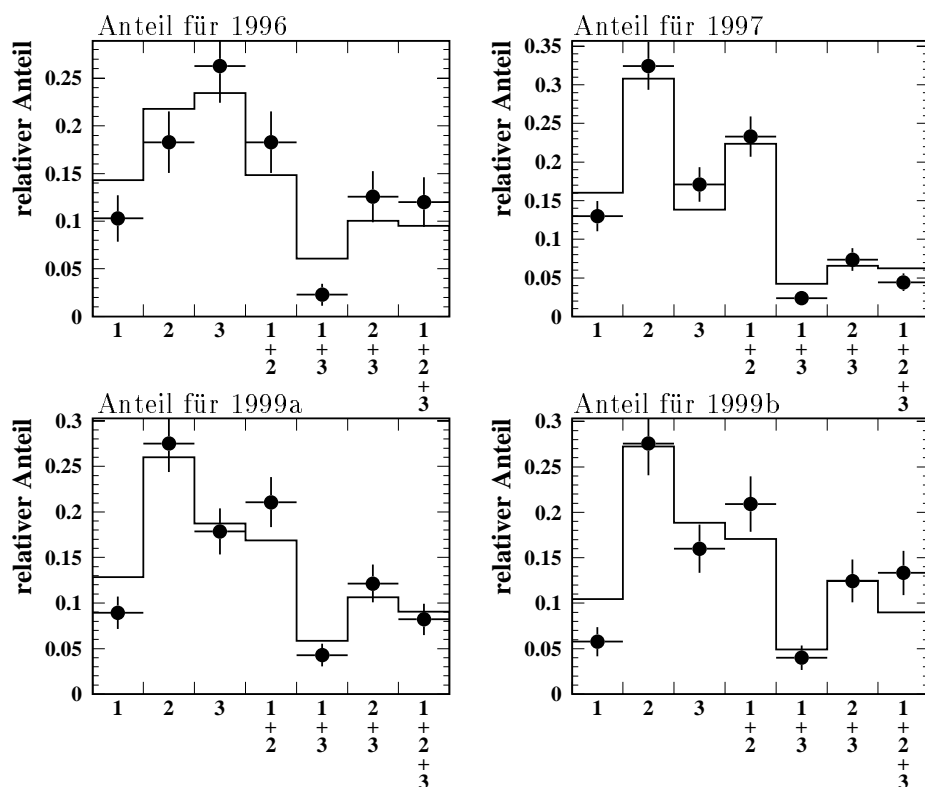 Anteil für 1996
relativer Anteil
0.25
0.2
0.15
0.1
0.05
0
1 2 3 1+2 1+3 2+3 1+2+3
Anteil für 1997
relativer Anteil
0.35
0.3
0.25
0.2
0.15
0.1
0.05
0
1 2 3 1+2 1+3 2+3 1+2+3
Anteil für 1999a
relativer Anteil
0.3
0.25
0.2
0.15
0.1
0.05
0
1 2 3 1+2 1+3 2+3 1+2+3
Anteil für 1999b
relativer Anteil
0.3
0.25
0.2
0.15
0.1
0.05
0
1 2 3 1+2 1+3 2+3 1+2+3